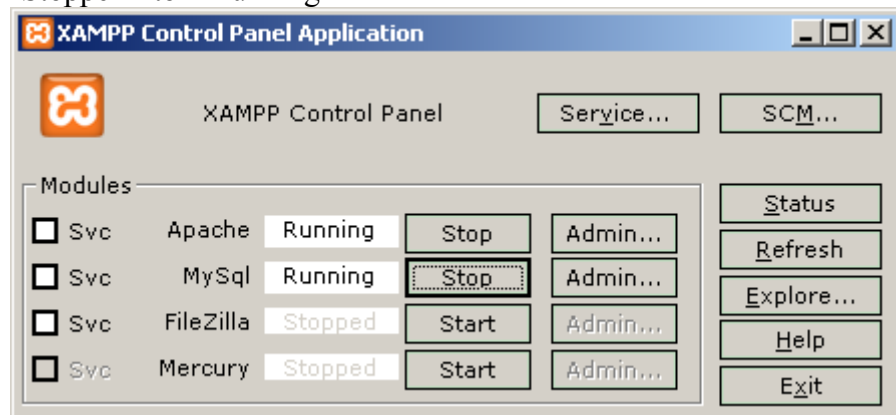 XAMPP Control Panel Application
XAMPP Control Panel Service... SCM...
Modules
Svc Apache Running Stop Admin...
Svc MySql Running Stop Admin...
Svc FileZilla Stopped Start Admin...
Svc Mercury Stopped Start Admin...
Status
Refresh
Explore...
Help
Exit